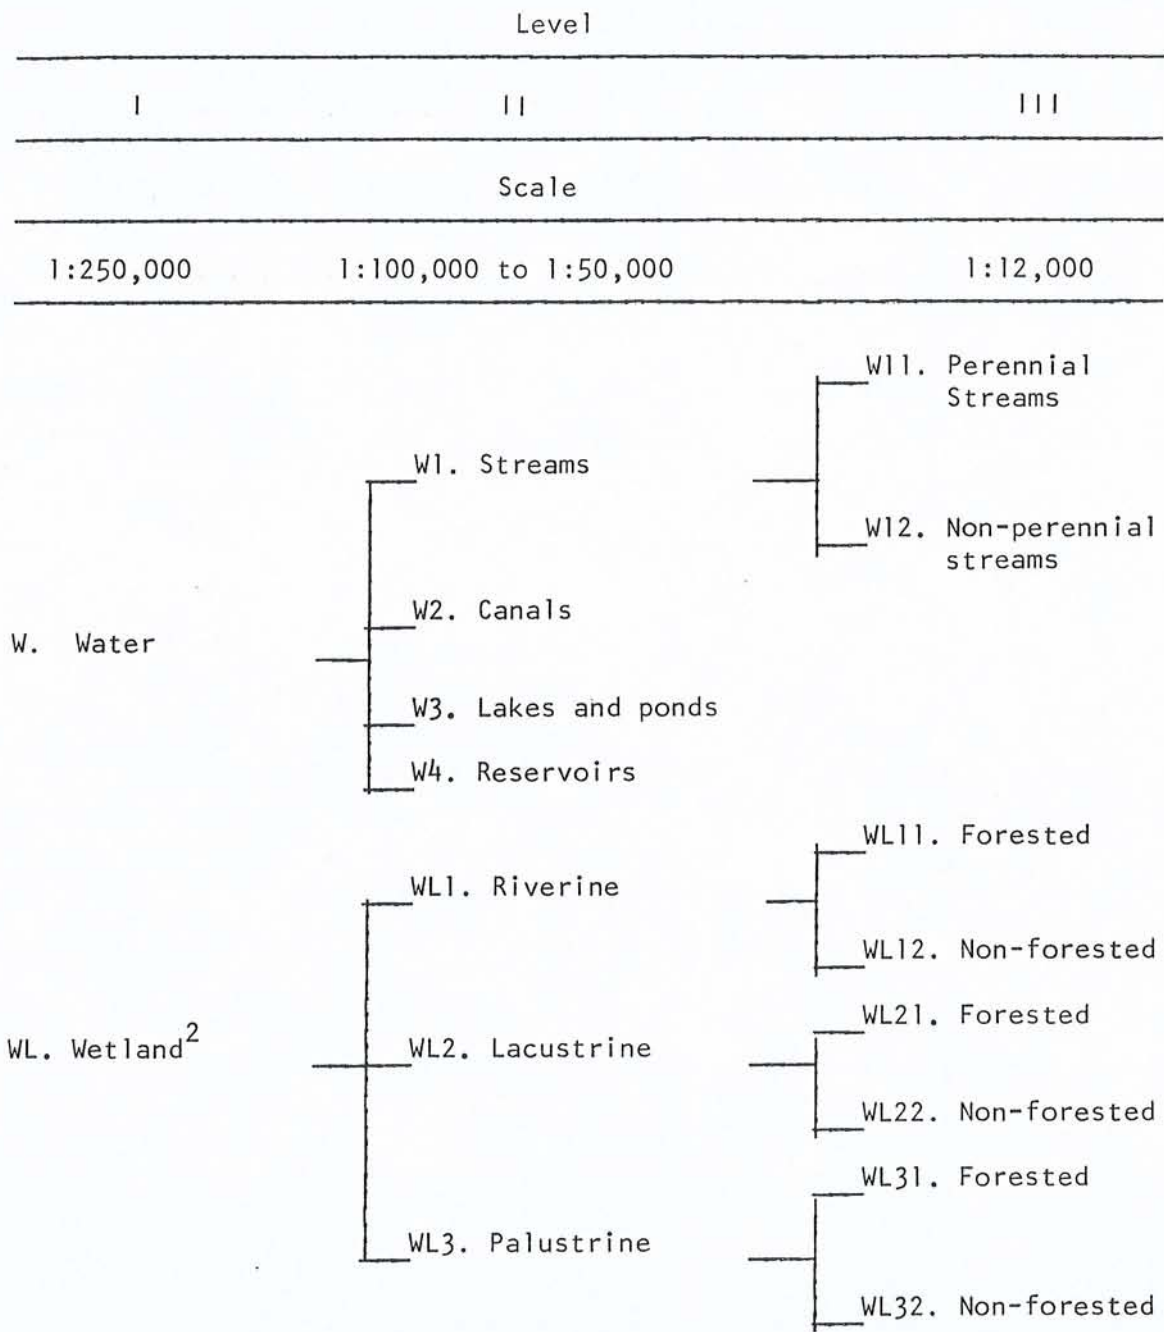 Level
I II III
Scale
1:250,000 1:100,000 to 1:50,000 1:12,000
W11. Perennial
Streams
W1. Streams
W12. Non-perennial
streams
W2. Canals
W. Water
W3. Lakes and ponds
W4. Reservoirs
WL11. Forested
WL1. Riverine
WL12. Non-forested
WL21. Forested
WL. Wetland2
WL2. Lacustrine
WL22. Non-forested
WL31. Forested
WL3. Palustrine
WL32. Non-forested